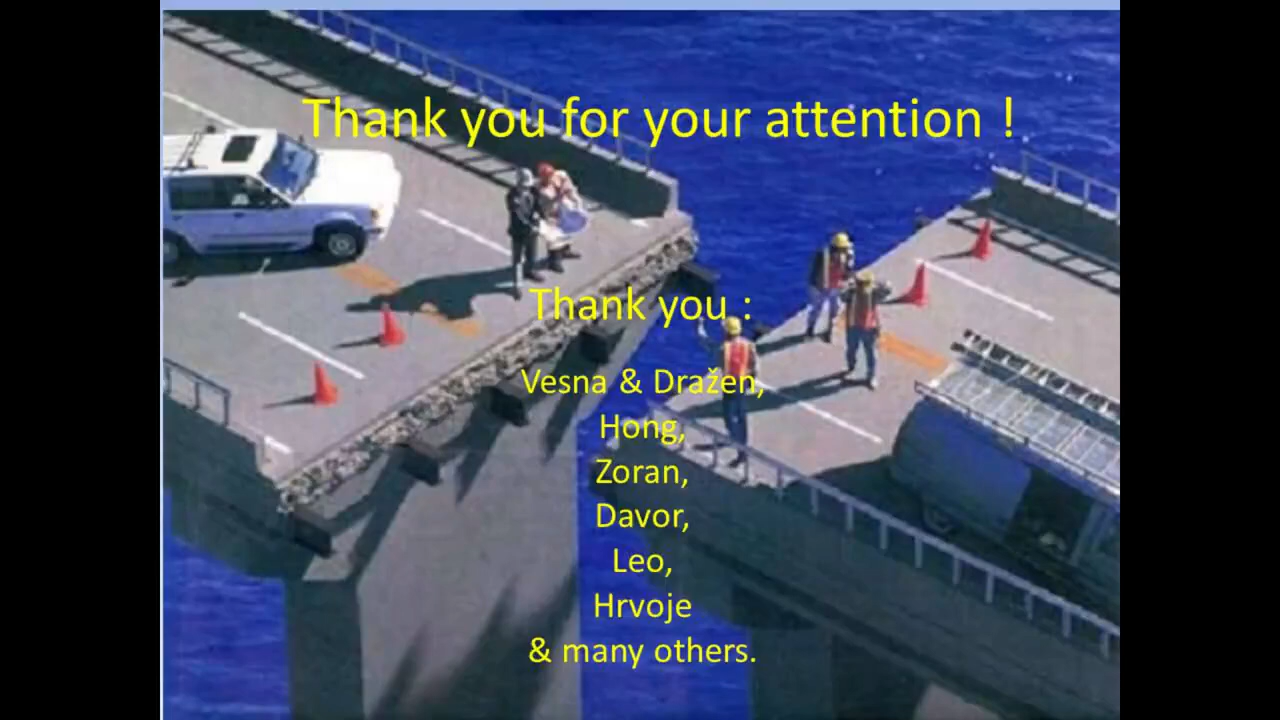 Thank you for your attention !
Thank you :
Vesna & Dražen,
Hong,
Zoran,
Davor,
Leo,
Hrvoje
& many others.